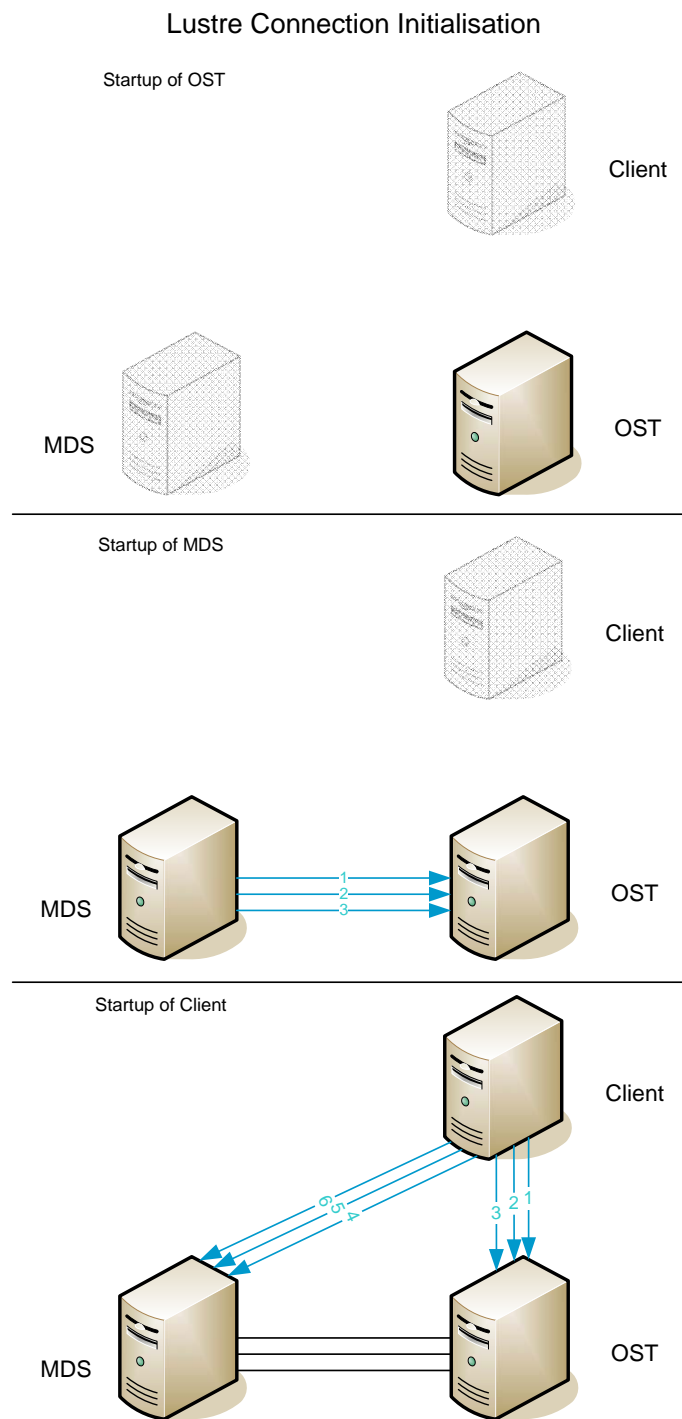 Lustre Connection Initialisation
Startup of OST
Client
MDS
OST
Startup of MDS
Client
1
2
3
MDS
OST
Startup of Client
Client
6
5
4
3
2
1
MDS
OST